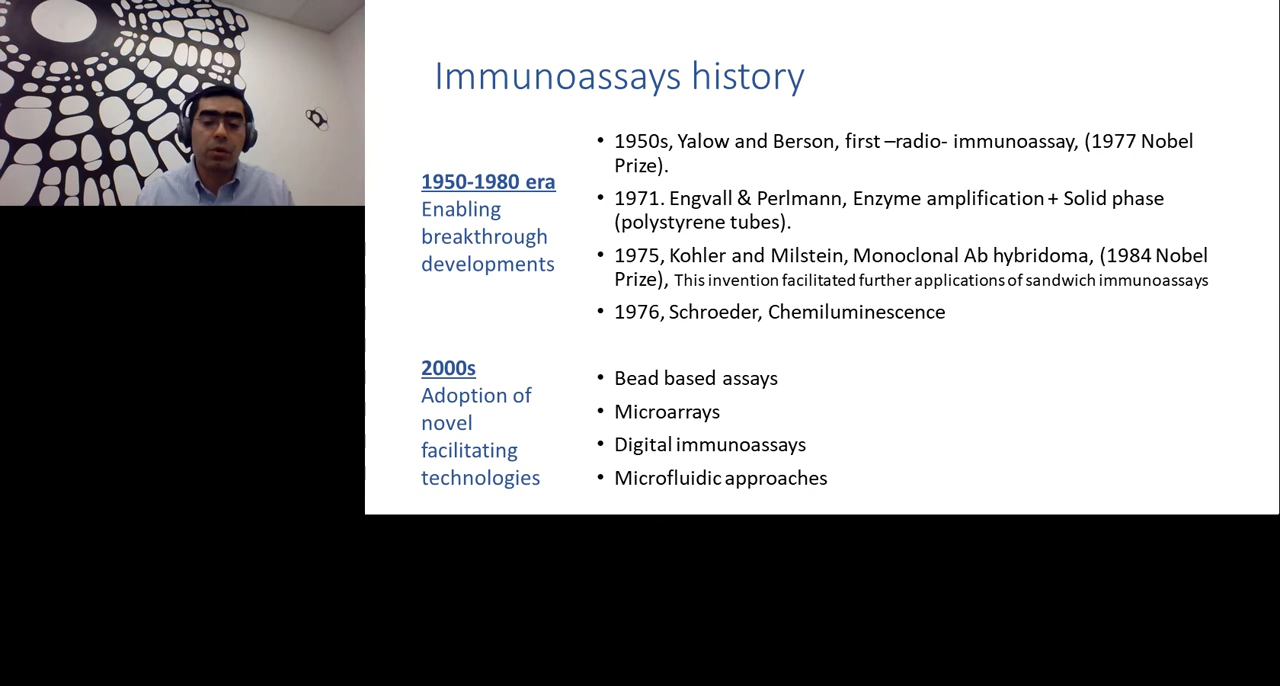 Immunoassays history
1950-1980 era
Enabling
breakthrough
developments
• 1950s, Yalow and Berson, first –radio- immunoassay, (1977 Nobel
Prize).
• 1971. Engvall & Perlmann, Enzyme amplification + Solid phase
(polystyrene tubes).
• 1975, Kohler and Milstein, Monoclonal Ab hybridoma, (1984 Nobel
Prize), This invention facilitated further applications of sandwich immunoassays
• 1976, Schroeder, Chemiluminescence
2000s
Adoption of
novel
facilitating
technologies
• Bead based assays
• Microarrays
• Digital immunoassays
• Microfluidic approaches